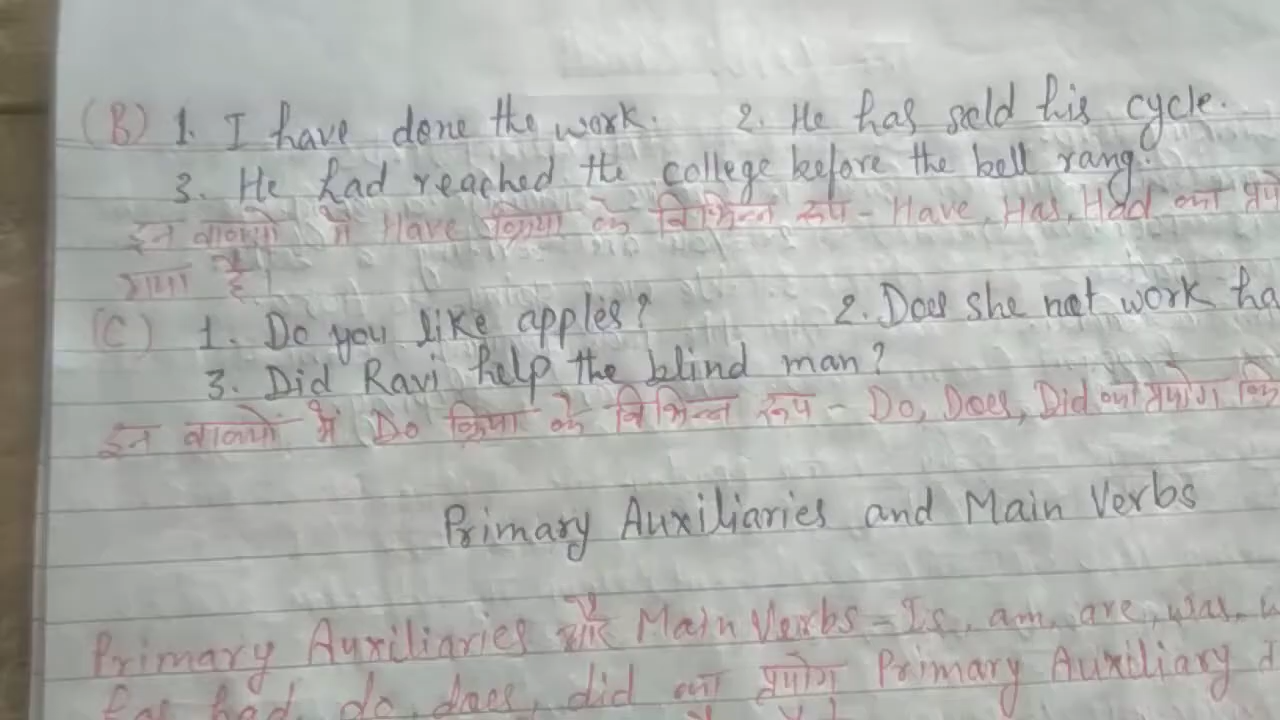 (B) 1. I have done the work. 2. He has sold his cycle.
3. He had reached the college before the bell rang.
इन वाक्यो में Have क्रिया के विभिन्न रूप - Have, Has, Had का
गया है।
(C) 1. Do you like apples? 2. Does she not work
3. Did Ravi help the blind man?
इन वाक्यों में Do क्रिया के विभिन्न रूप - Do, Does, Did का प्रयोग
Primary Auxiliaries and Main Verbs
Primary Auxiliaries और Main Verbs - Is, am, are, was,
had, do, does, did का प्रयोग Primary Auxiliary